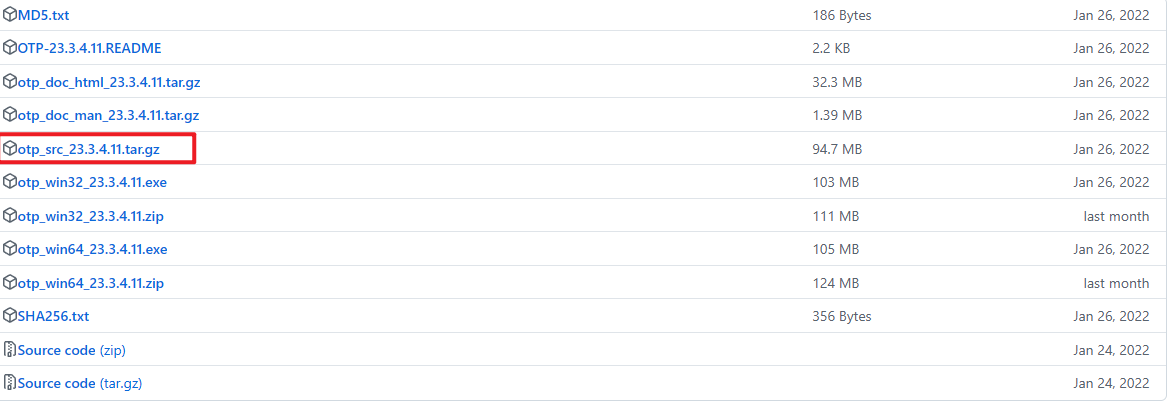 MD5.txt 186 Bytes Jan 26, 2022
OTP-23.3.4.11.README 2.2 KB Jan 26, 2022
otp_doc_html_23.3.4.11.tar.gz 32.3 MB Jan 26, 2022
otp_doc_man_23.3.4.11.tar.gz 1.39 MB Jan 26, 2022
otp_src_23.3.4.11.tar.gz 94.7 MB Jan 26, 2022
otp_win32_23.3.4.11.exe 103 MB Jan 26, 2022
otp_win32_23.3.4.11.zip 111 MB last month
otp_win64_23.3.4.11.exe 105 MB Jan 26, 2022
otp_win64_23.3.4.11.zip 124 MB last month
SHA256.txt 356 Bytes Jan 26, 2022
Source code (zip) Jan 24, 2022
Source code (tar.gz) Jan 24, 2022